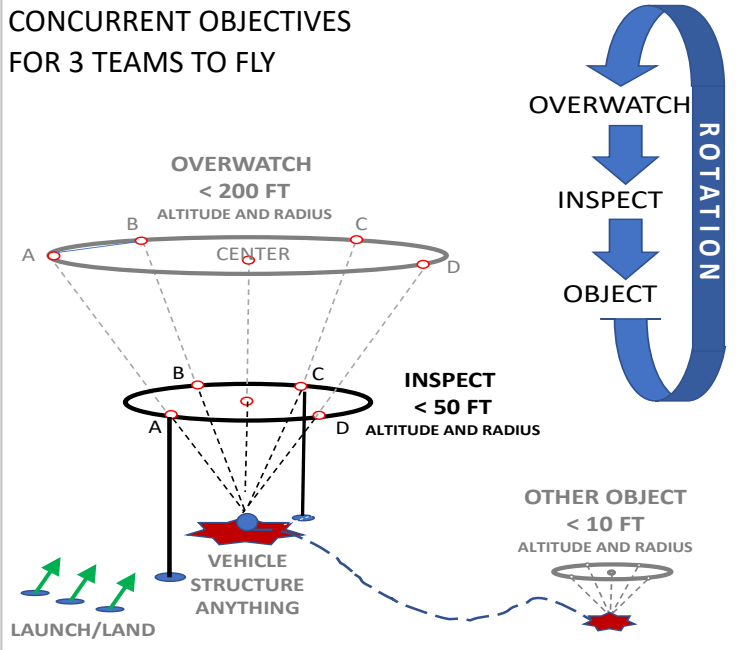 CONCURRENT OBJECTIVES
FOR 3 TEAMS TO FLY
OVERWATCH
INSPECT
OBJECT
ROTATION
OVERWATCH
< 200 FT
ALTITUDE AND RADIUS
A
B
C
D
CENTER
INSPECT
< 50 FT
ALTITUDE AND RADIUS
A
B
C
D
VEHICLE
STRUCTURE
ANYTHING
OTHER OBJECT
< 10 FT
ALTITUDE AND RADIUS
LAUNCH/LAND